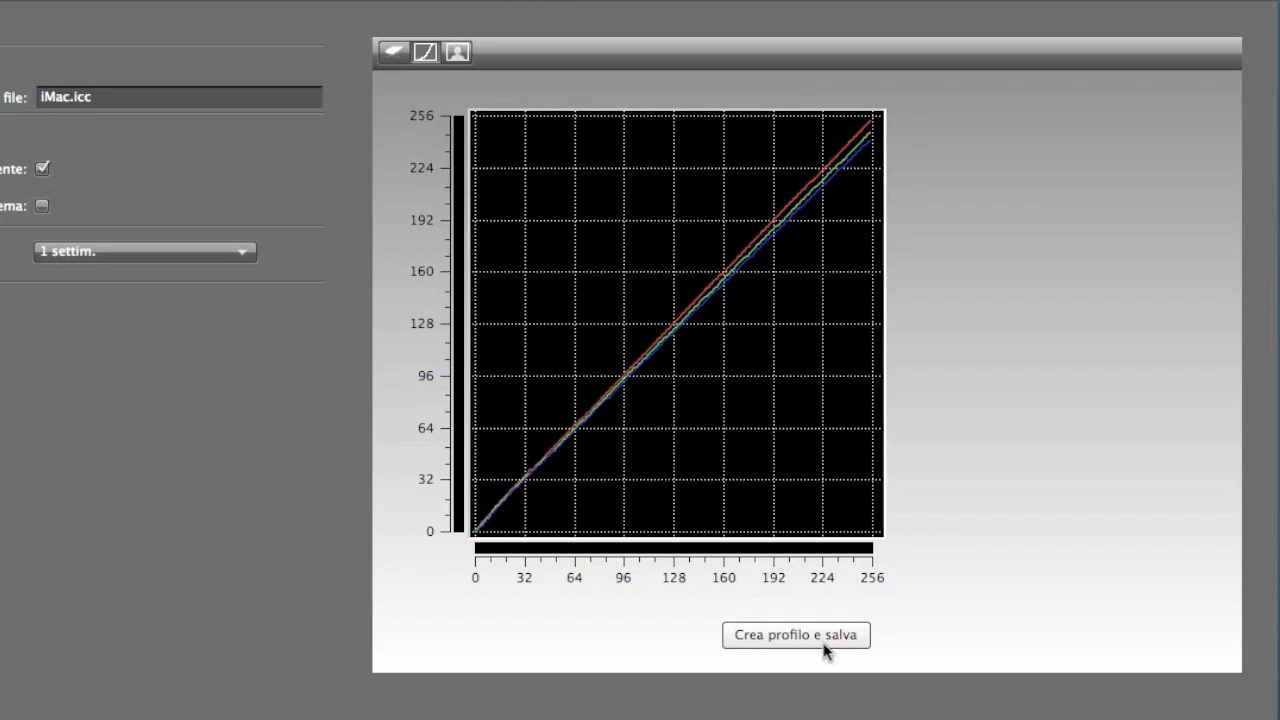 file: iMac.icc
ente:
ema:
1 settim.
256
224
192
160
128
96
64
32
0
0 32 64 96 128 160 192 224 256
Crea profilo e salva